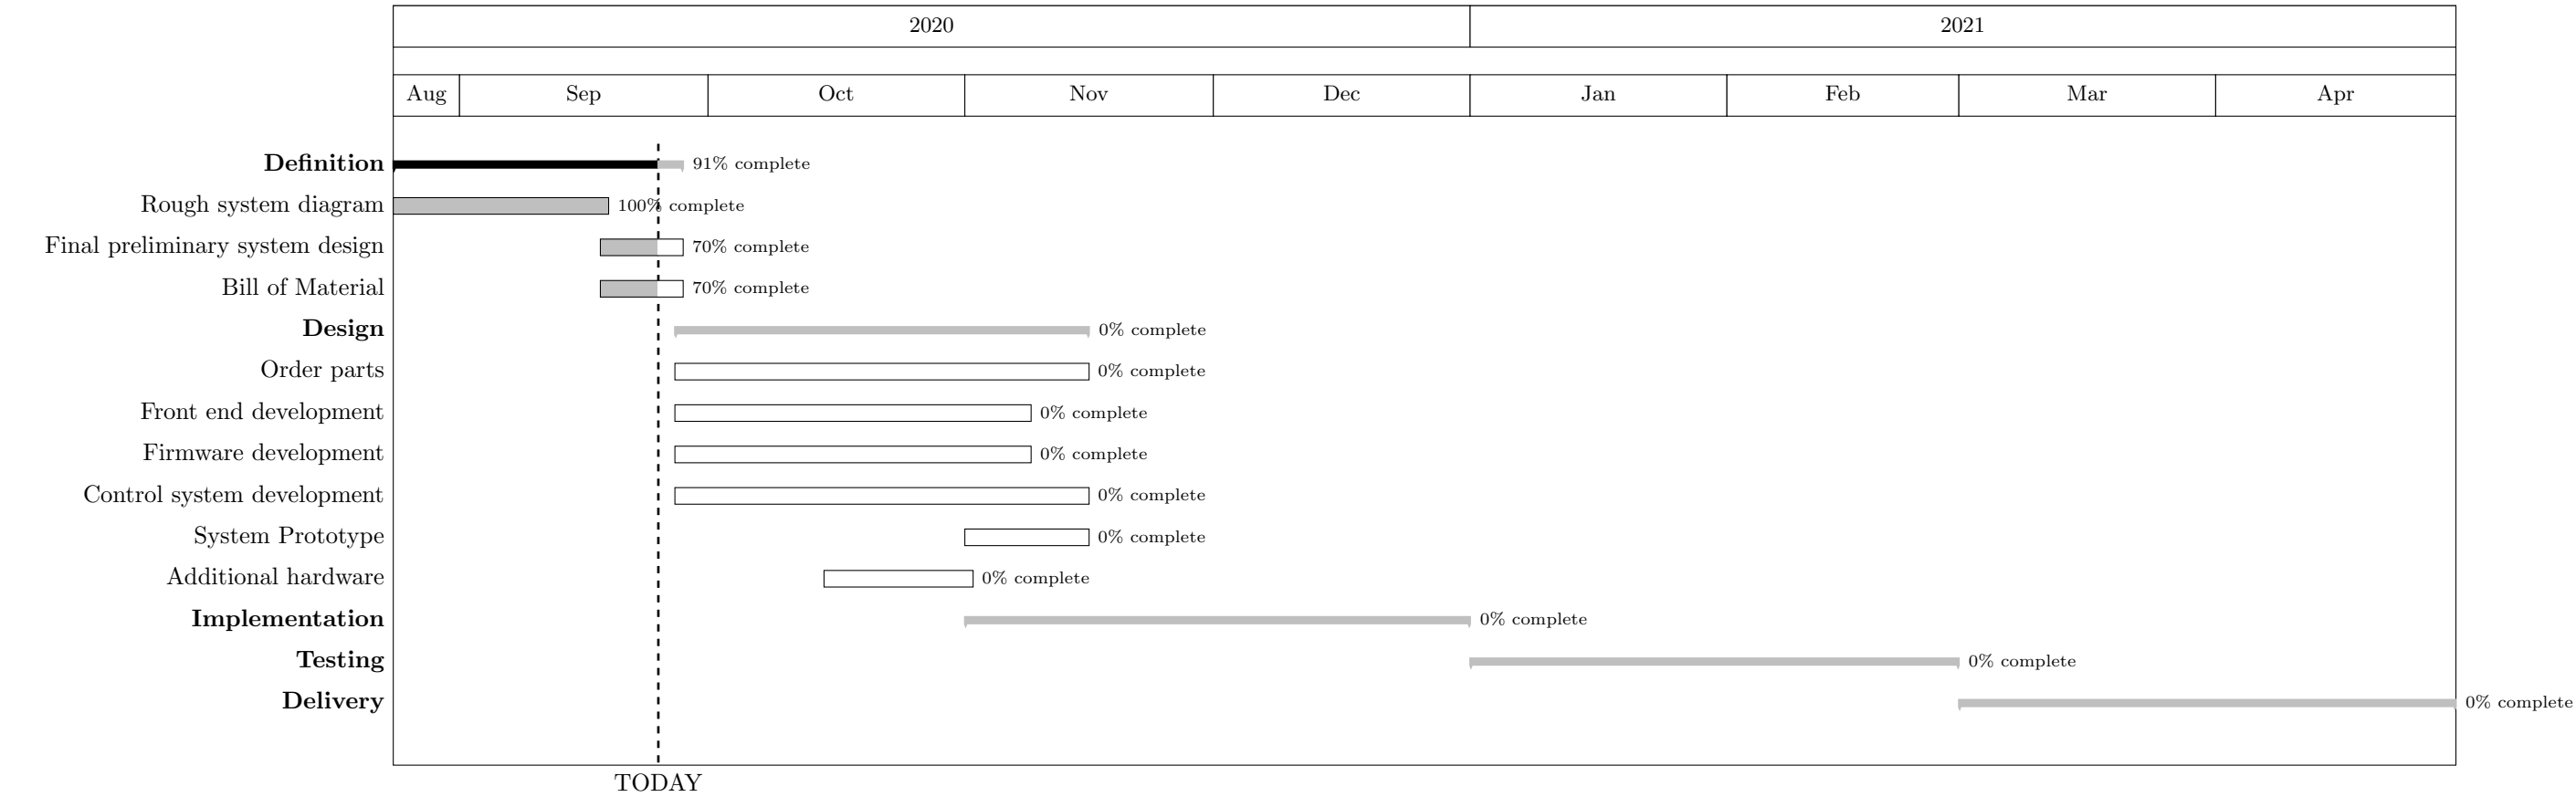 2020 2021
Aug Sep Oct Nov Dec Jan Feb Mar Apr
Definition 91% complete
Rough system diagram 100% complete
Final preliminary system design 70% complete
Bill of Material 70% complete
Design 0% complete
Order parts 0% complete
Front end development 0% complete
Firmware development 0% complete
Control system development 0% complete
System Prototype 0% complete
Additional hardware 0% complete
Implementation 0% complete
Testing 0% complete
Delivery 0% complete
TODAY